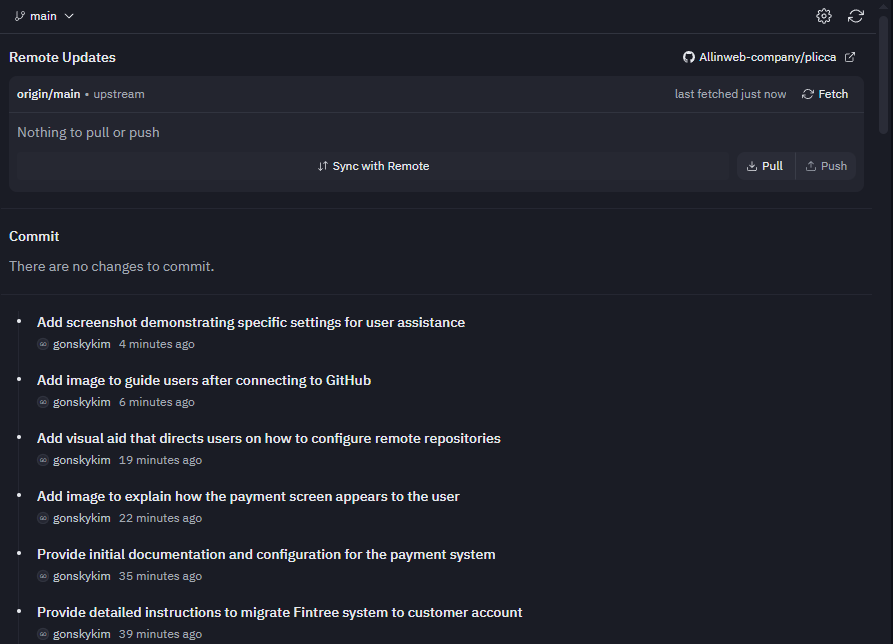 main
Remote Updates
Allinweb-company/plicca
origin/main • upstream
last fetched just now
Fetch
Nothing to pull or push
Sync with Remote
Pull
Push
Commit
There are no changes to commit.
Add screenshot demonstrating specific settings for user assistance
gonskykim 4 minutes ago
Add image to guide users after connecting to GitHub
gonskykim 6 minutes ago
Add visual aid that directs users on how to configure remote repositories
gonskykim 19 minutes ago
Add image to explain how the payment screen appears to the user
gonskykim 22 minutes ago
Provide initial documentation and configuration for the payment system
gonskykim 35 minutes ago
Provide detailed instructions to migrate Fintree system to customer account
gonskykim 39 minutes ago